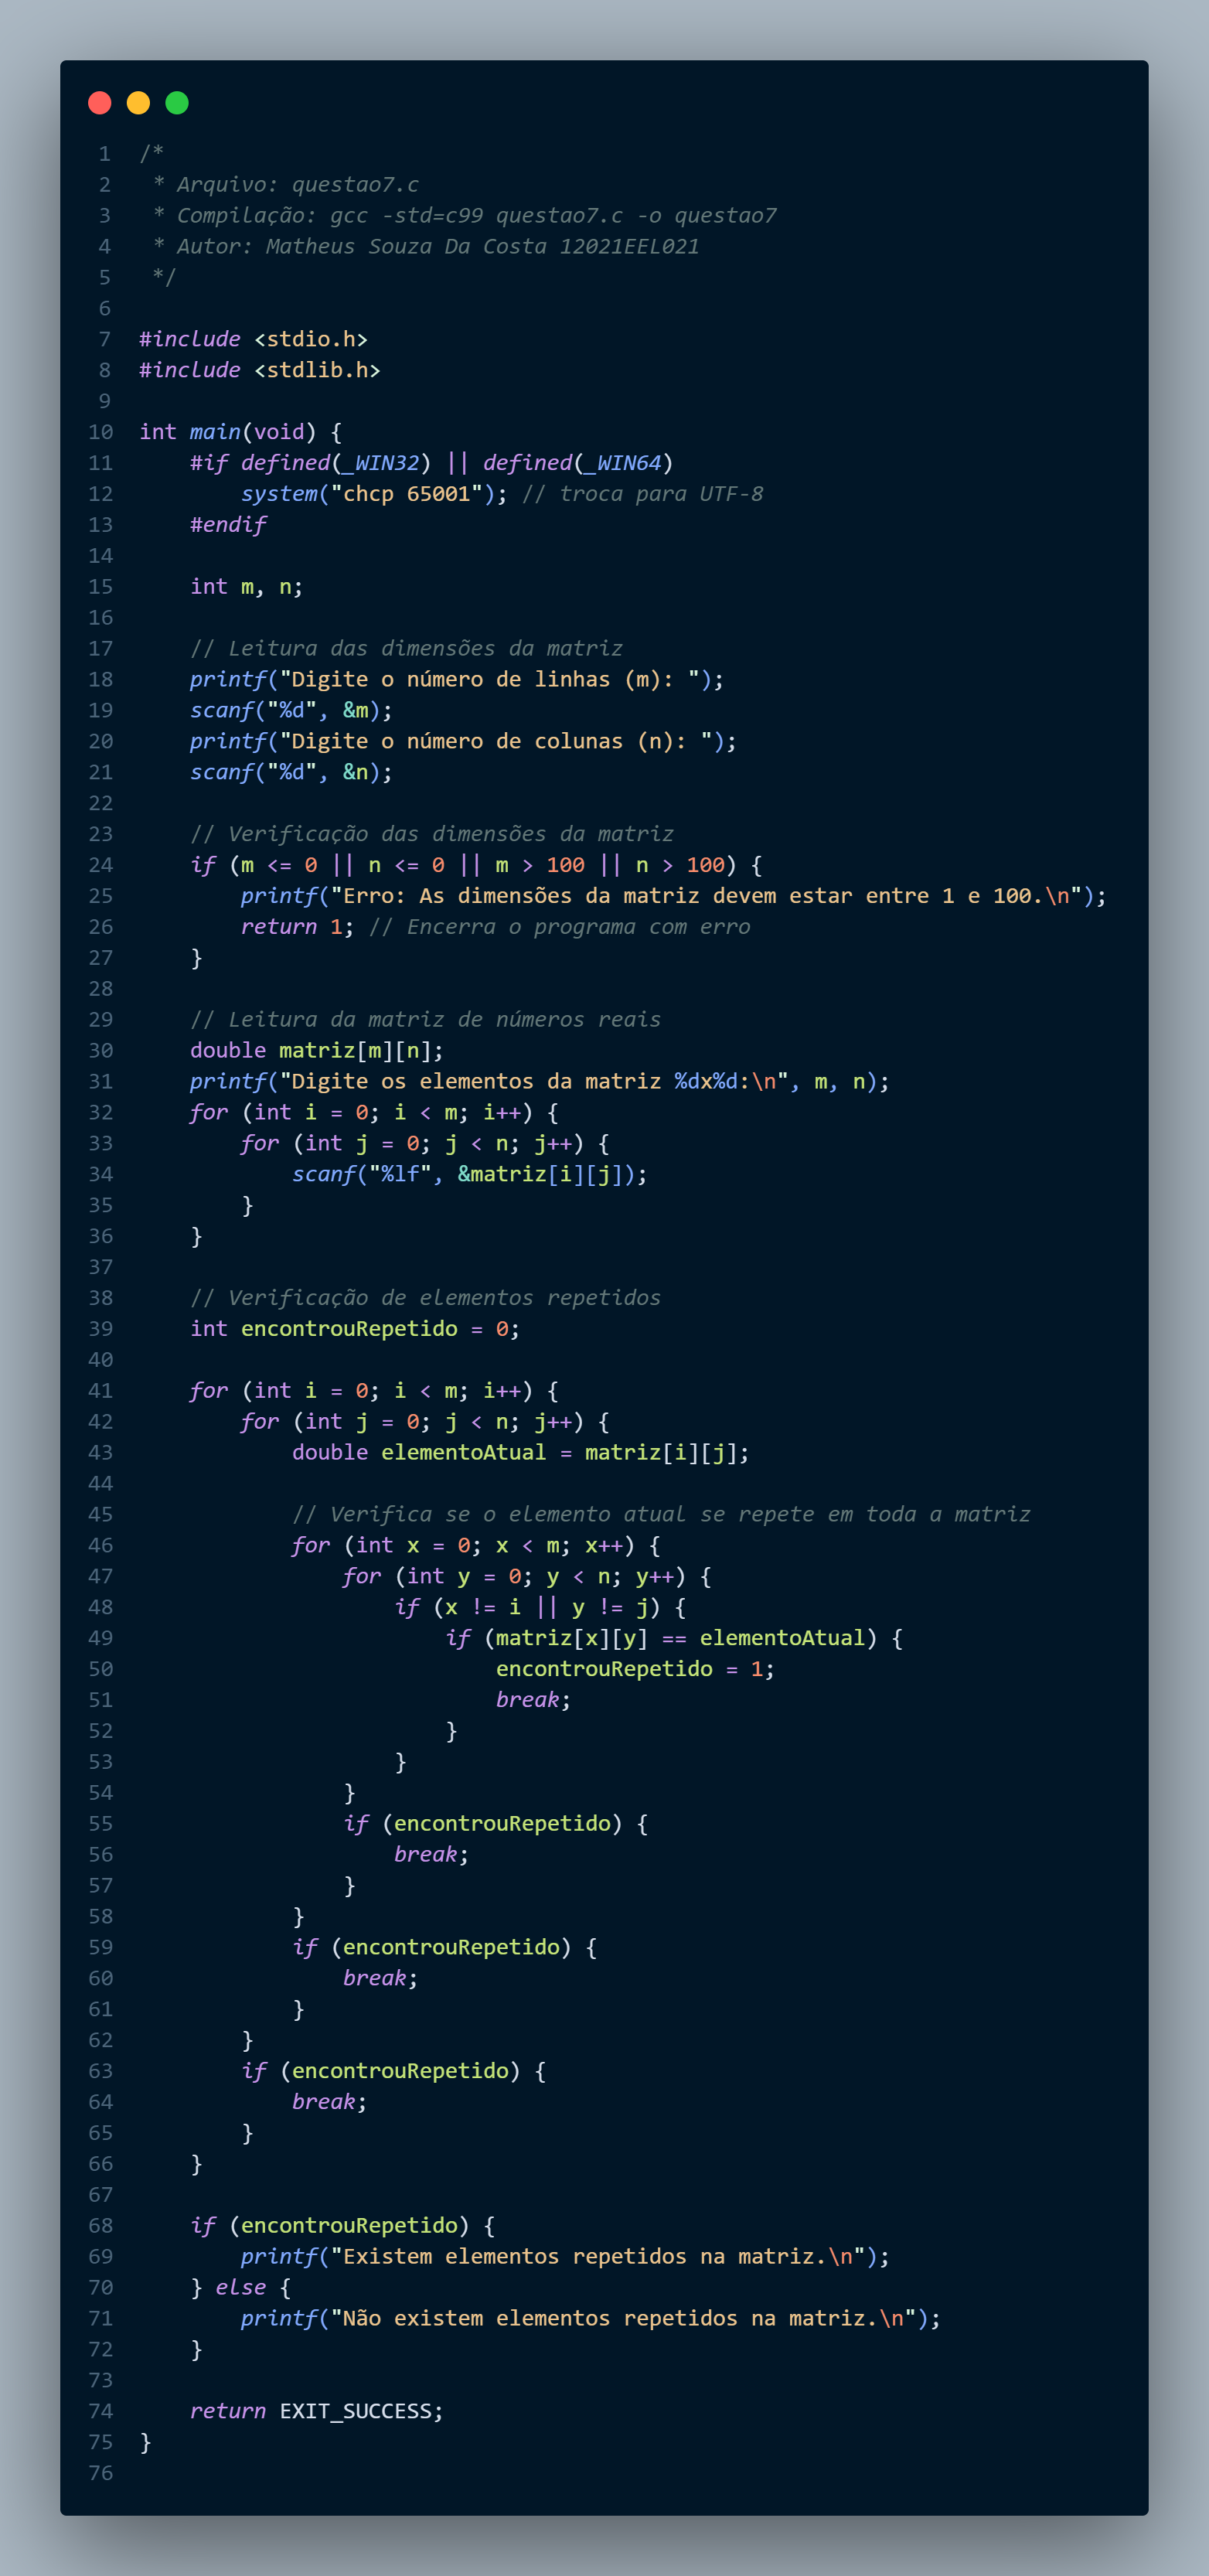 1 /*
2  * Arquivo: questao7.c
3  * Compilação: gcc -std=c99 questao7.c -o questao7
4  * Autor: Matheus Souza Da Costa 12021EEL021
5  */
6
7 #include <stdio.h>
8 #include <stdlib.h>
9
10 int main(void) {
11     #if defined(_WIN32) || defined(_WIN64)
12         system("chcp 65001"); // troca para UTF-8
13     #endif
14
15     int m, n;
16
17     // Leitura das dimensões da matriz
18     printf("Digite o número de linhas (m): ");
19     scanf("%d", &m);
20     printf("Digite o número de colunas (n): ");
21     scanf("%d", &n);
22
23     // Verificação das dimensões da matriz
24     if (m <= 0 || n <= 0 || m > 100 || n > 100) {
25         printf("Erro: As dimensões da matriz devem estar entre 1 e 100.\n");
26         return 1; // Encerra o programa com erro
27     }
28
29     // Leitura da matriz de números reais
30     double matriz[m][n];
31     printf("Digite os elementos da matriz %dx%d:\n", m, n);
32     for (int i = 0; i < m; i++) {
33         for (int j = 0; j < n; j++) {
34             scanf("%lf", &matriz[i][j]);
35         }
36     }
37
38     // Verificação de elementos repetidos
39     int encontrouRepetido = 0;
40
41     for (int i = 0; i < m; i++) {
42         for (int j = 0; j < n; j++) {
43             double elementoAtual = matriz[i][j];
44
45             // Verifica se o elemento atual se repete em toda a matriz
46             for (int x = 0; x < m; x++) {
47                 for (int y = 0; y < n; y++) {
48                     if (x != i || y != j) {
49                         if (matriz[x][y] == elementoAtual) {
50                             encontrouRepetido = 1;
51                             break;
52                         }
53                     }
54                 }
55                 if (encontrouRepetido) {
56                     break;
57                 }
58             }
59             if (encontrouRepetido) {
60                 break;
61             }
62         }
63         if (encontrouRepetido) {
64             break;
65         }
66     }
67
68     if (encontrouRepetido) {
69         printf("Existem elementos repetidos na matriz.\n");
70     } else {
71         printf("Não existem elementos repetidos na matriz.\n");
72     }
73
74     return EXIT_SUCCESS;
75 }
76